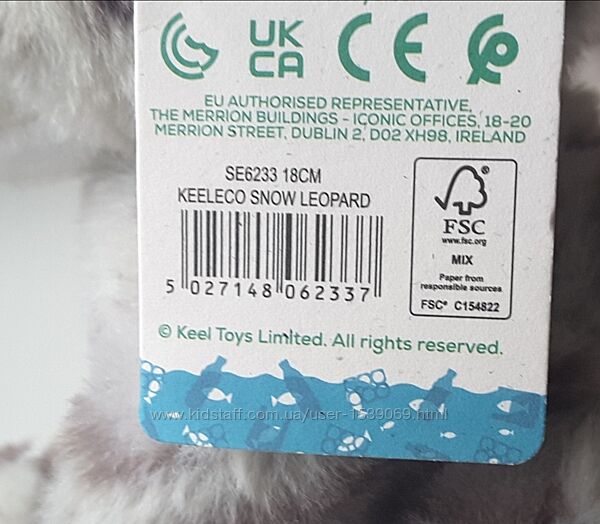 UK
CA
CE
EU AUTHORISED REPRESENTATIVE,
THE MERRION BUILDINGS - ICONIC OFFICES, 18-20
MERRION STREET, DUBLIN 2, D02 XH98, IRELAND
SE6233 18CM
KEELECO SNOW LEOPARD
5 027148 062337
FSC
www.fsc.org
MIX
Paper from
responsible sources
FSC® C154822
© Keel Toys Limited. All rights reserved.
www.kidstaff.com.ua/user-1539069.html